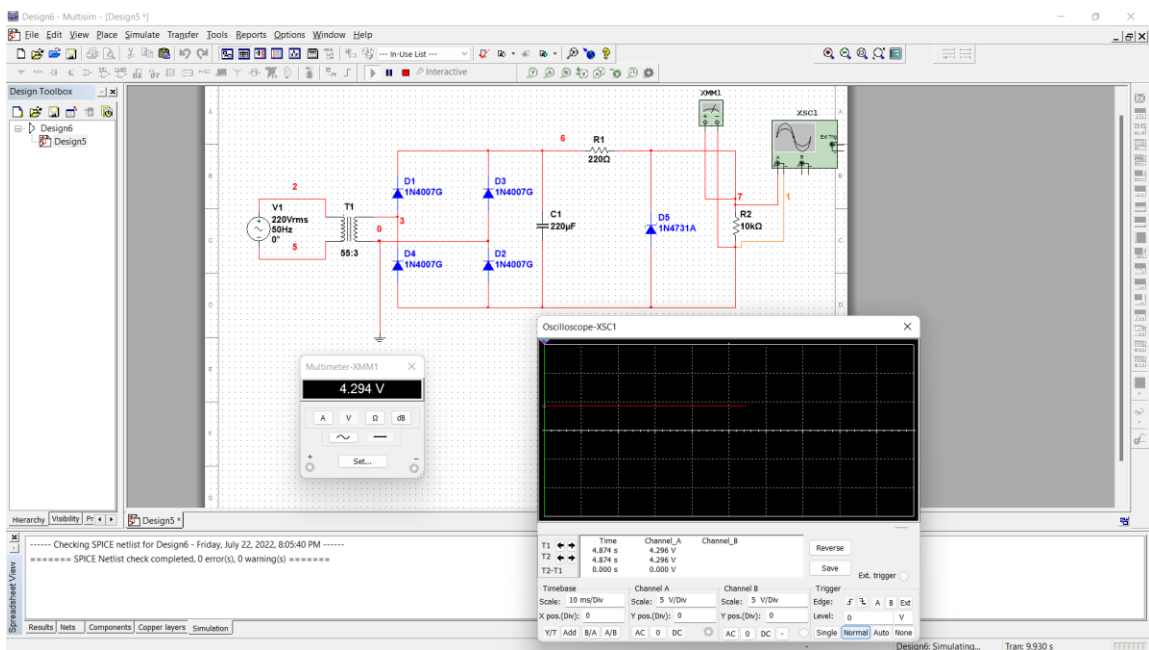 Design6 - Multisim - [Design5 *]
File Edit View Place Simulate Transfer Tools Reports Options Window Help
--- In-Use List ---
Interactive
Design Toolbox
Design6
Design5
XMM1
XSC1
Ext Trig
A
B
6
R1
220Ω
2
V1
220Vrms
50Hz
0°
5
T1
55:3
3
0
D1
1N4007G
D3
1N4007G
D4
1N4007G
D2
1N4007G
C1
220µF
D5
1N4731A
7
1
R2
10kΩ
Multimeter-XMM1
4.294 V
A V Ω dB
+ Set... -
Oscilloscope-XSC1
Time Channel_A Channel_B
T1 4.874 s 4.296 V
T2 4.874 s 4.296 V
T2-T1 0.000 s 0.000 V
Reverse
Save
Ext. trigger
Timebase Channel A Channel B Trigger
Scale: 10 ms/Div Scale: 5 V/Div Scale: 5 V/Div Edge: A B Ext
X pos.(Div): 0 Y pos.(Div): 0 Y pos.(Div): 0 Level: 0 V
Y/T Add B/A A/B AC 0 DC AC 0 DC - Single Normal Auto None
Hierarchy Visibility Pr
Design5 *
Spreadsheet View
------ Checking SPICE netlist for Design6 - Friday, July 22, 2022, 8:05:40 PM ------
======= SPICE Netlist check completed, 0 error(s), 0 warning(s) =======
Results Nets Components Copper layers Simulation
Design6: Simulating... Tran: 9.930 s